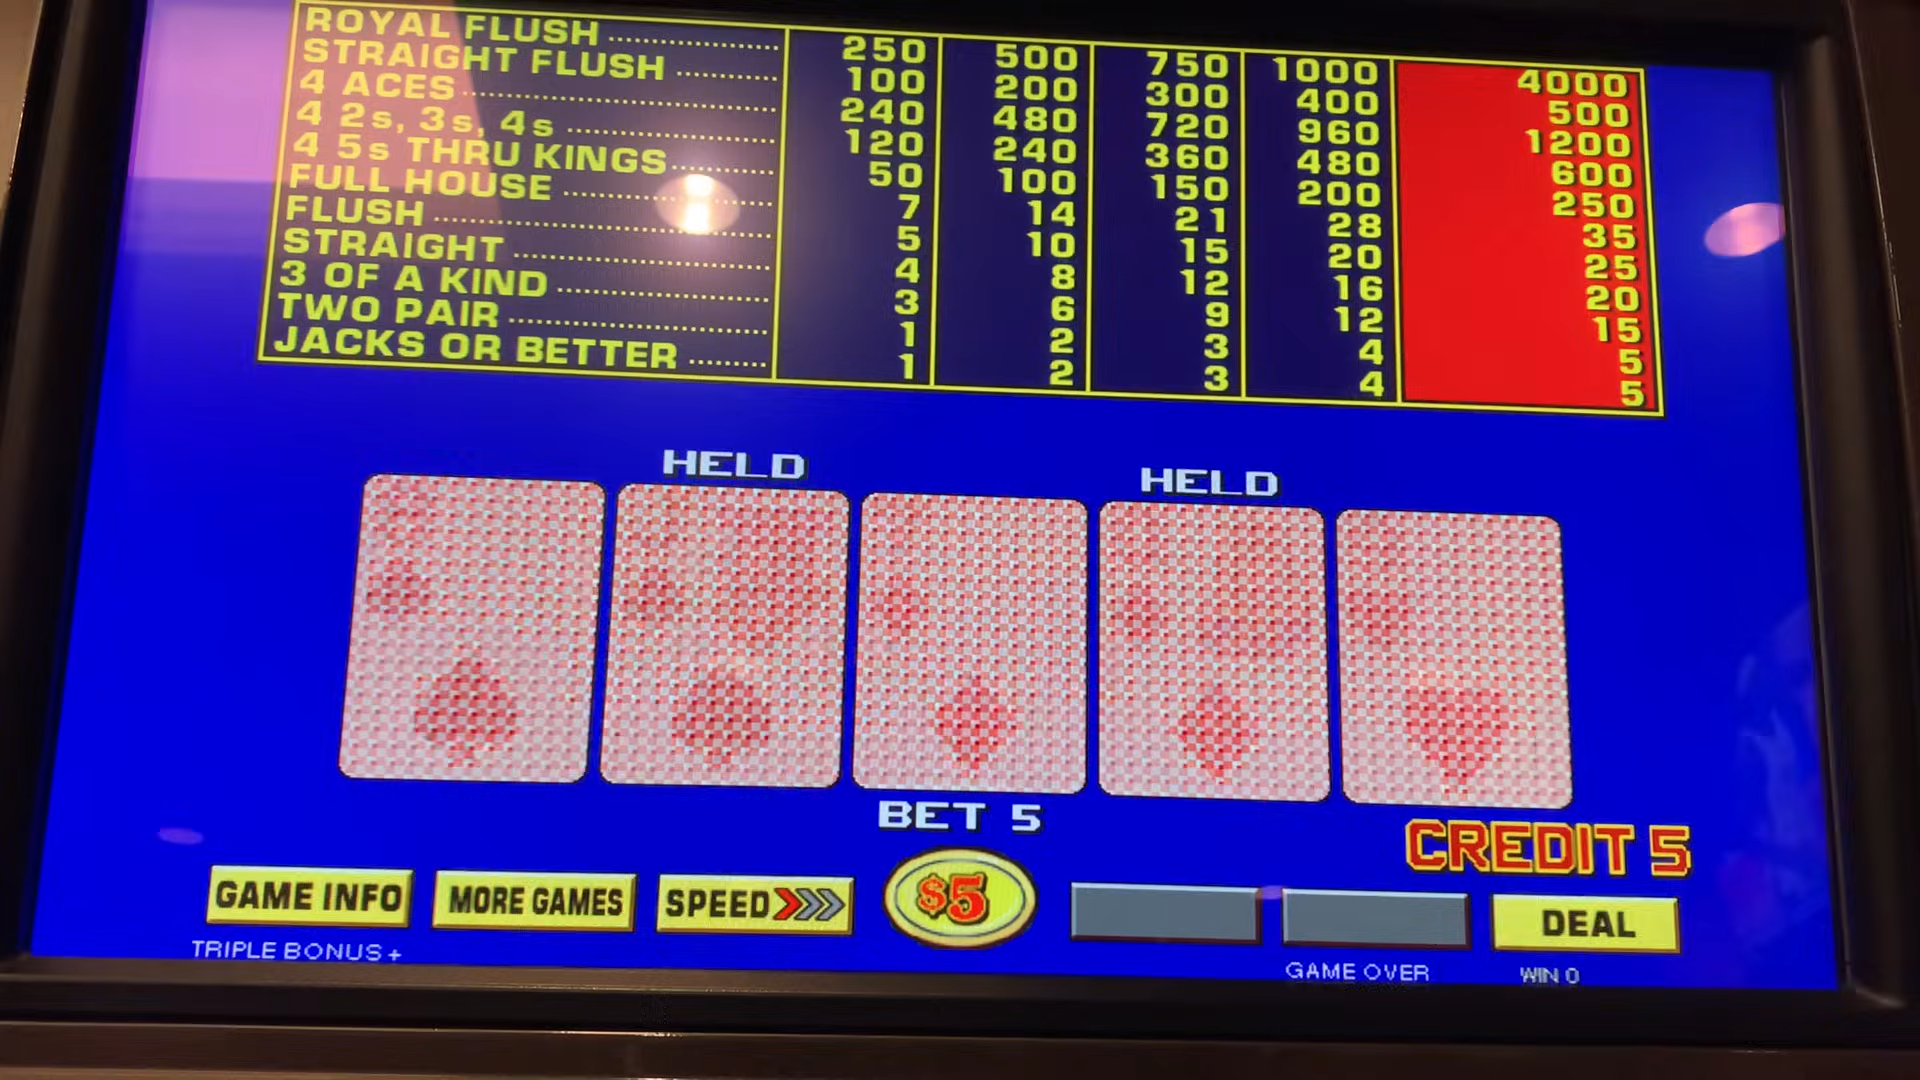 ROYAL FLUSH 250 500 750 1000 4000
STRAIGHT FLUSH 100 200 300 400 500
4 ACES 240 480 720 960 1200
4 2s, 3s, 4s 120 240 360 480 600
4 5s THRU KINGS 50 100 150 200 250
FULL HOUSE 7 14 21 28 35
FLUSH 5 10 15 20 25
STRAIGHT 4 8 12 16 20
3 OF A KIND 3 6 9 12 15
TWO PAIR 1 2 3 4 5
JACKS OR BETTER 1 2 3 4 5
HELD HELD
BET 5
CREDIT 5
GAME INFO MORE GAMES SPEED $5 DEAL
TRIPLE BONUS + GAME OVER WIN 0